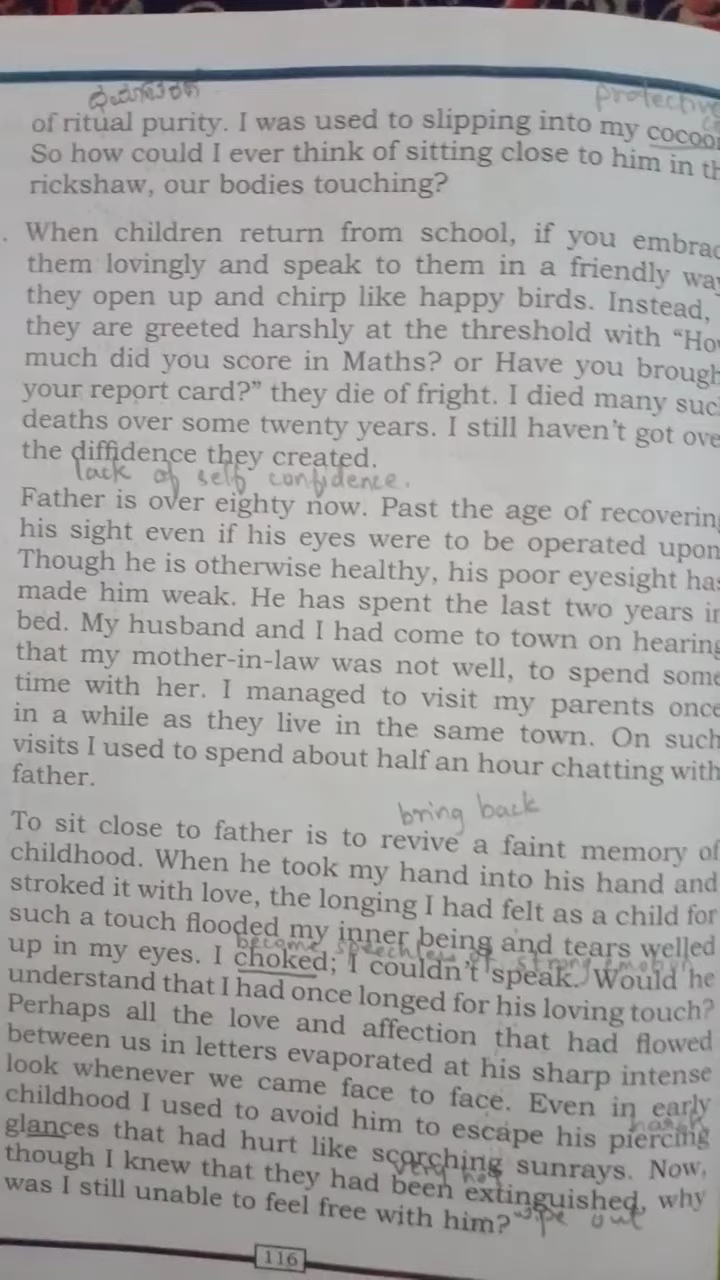 protective
of ritual purity. I was used to slipping into my cocoo
So how could I ever think of sitting close to him in th
rickshaw, our bodies touching?
. When children return from school, if you embrac
them lovingly and speak to them in a friendly way
they open up and chirp like happy birds. Instead,
they are greeted harshly at the threshold with “Ho
much did you score in Maths? or Have you brough
your report card?” they die of fright. I died many suc
deaths over some twenty years. I still haven’t got ove
the diffidence they created.
lack of self confidence.
Father is over eighty now. Past the age of recovering
his sight even if his eyes were to be operated upon
Though he is otherwise healthy, his poor eyesight has
made him weak. He has spent the last two years in
bed. My husband and I had come to town on hearing
that my mother-in-law was not well, to spend some
time with her. I managed to visit my parents once
in a while as they live in the same town. On such
visits I used to spend about half an hour chatting with
father.
bring back
To sit close to father is to revive a faint memory of
childhood. When he took my hand into his hand and
stroked it with love, the longing I had felt as a child for
such a touch flooded my inner being and tears welled
become speechless of strong emotion
up in my eyes. I choked; I couldn’t speak. Would he
understand that I had once longed for his loving touch?
Perhaps all the love and affection that had flowed
between us in letters evaporated at his sharp intense
look whenever we came face to face. Even in early
harsh
childhood I used to avoid him to escape his piercing
glances that had hurt like scorching sunrays. Now,
very hot
though I knew that they had been extinguished, why
wipe out
was I still unable to feel free with him?
116